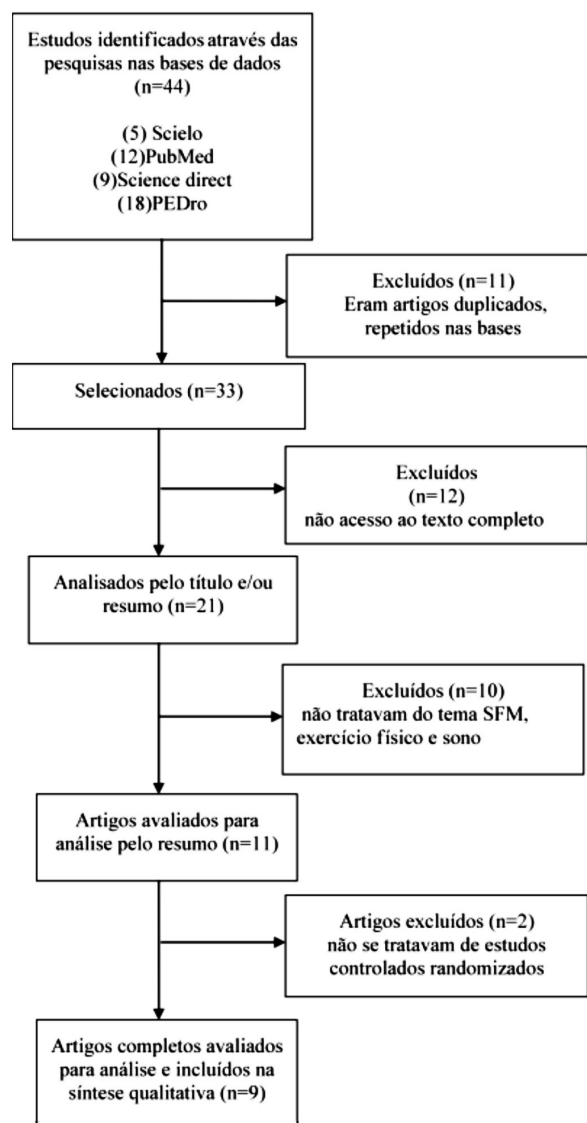 Estudos identificados através das
pesquisas nas bases de dados
(n=44)
(5) Scielo
(12)PubMed
(9)Science direct
(18)PEDro
Excluídos (n=11)
Eram artigos duplicados,
repetidos nas bases
Selecionados (n=33)
Excluídos
(n=12)
não acesso ao texto completo
Analisados pelo título e/ou
resumo (n=21)
Excluídos (n=10)
não tratavam do tema SFM,
exercício físico e sono
Artigos avaliados para
análise pelo resumo (n=11)
Artigos excluídos (n=2)
não se tratavam de estudos
controlados randomizados
Artigos completos avaliados
para análise e incluídos na
síntese qualitativa (n=9)